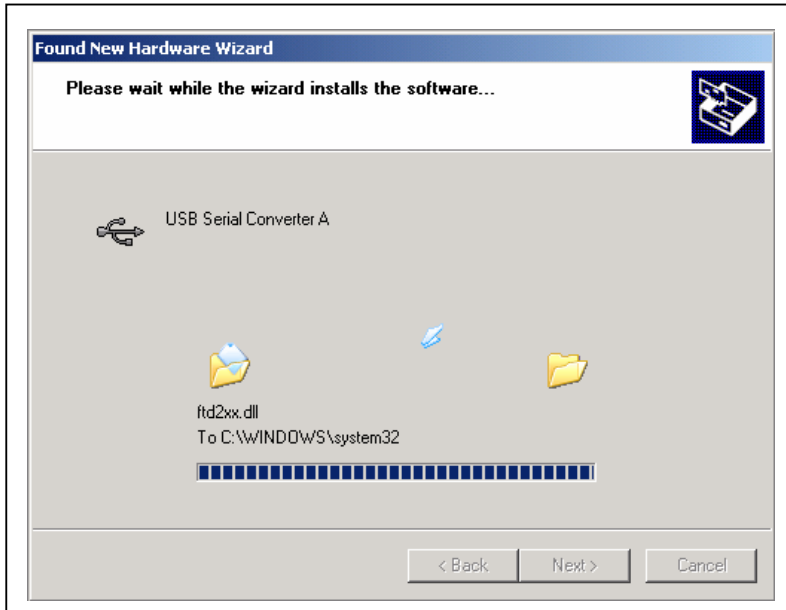 Found New Hardware Wizard
Please wait while the wizard installs the software...
USB Serial Converter A
ftd2xx.dll
To C:\WINDOWS\system32
< Back
Next >
Cancel